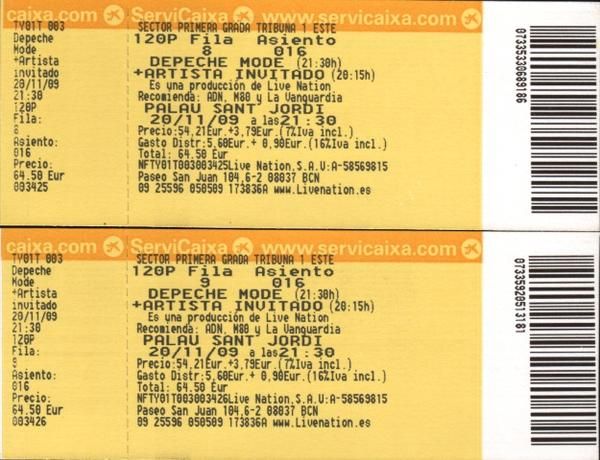 caixa.com ServiCaixa www.ServiCaixa.com
TY01T 003
Depeche
Mode
+Artista
invitado
20/11/09
21:30
120P
Fila:
8
Asiento:
016
Precio:
64.50 Eur
003425
SECTOR PRIMERA GRADA TRIBUNA 1 ESTE
120P Fila Asiento
8 016
DEPECHE MODE (21:30h)
+ARTISTA INVITADO (20:15h)
Es una producción de Live Nation
Recomienda: ADN, M80 y La Vanguardia
PALAU SANT JORDI
20/11/09 a las 21:30
Precio:54,21Eur.+3,79Eur.(7%Iva incl.)
Gasto Distr:5,60Eur.+ 0,90Eur.(16%Iva incl.)
Total: 64.50 Eur
NFTY01T003003425Live Nation,S.A.U:A-58569815
Paseo San Juan 104,6-2 08037 BCN
09 25596 050509 173836A www.Livenation.es
07335330689186
caixa.com ServiCaixa www.ServiCaixa.com
TY01T 003
Depeche
Mode
+Artista
invitado
20/11/09
21:30
120P
Fila:
9
Asiento:
016
Precio:
64.50 Eur
003426
SECTOR PRIMERA GRADA TRIBUNA 1 ESTE
120P Fila Asiento
9 016
DEPECHE MODE (21:30h)
+ARTISTA INVITADO (20:15h)
Es una producción de Live Nation
Recomienda: ADN, M80 y La Vanguardia
PALAU SANT JORDI
20/11/09 a las 21:30
Precio:54,21Eur.+3,79Eur.(7%Iva incl.)
Gasto Distr:5,60Eur.+ 0,90Eur.(16%Iva incl.)
Total: 64.50 Eur
NFTY01T003003426Live Nation,S.A.U:A-58569815
Paseo San Juan 104,6-2 08037 BCN
09 25596 050509 173836A www.Livenation.es
07335920513181